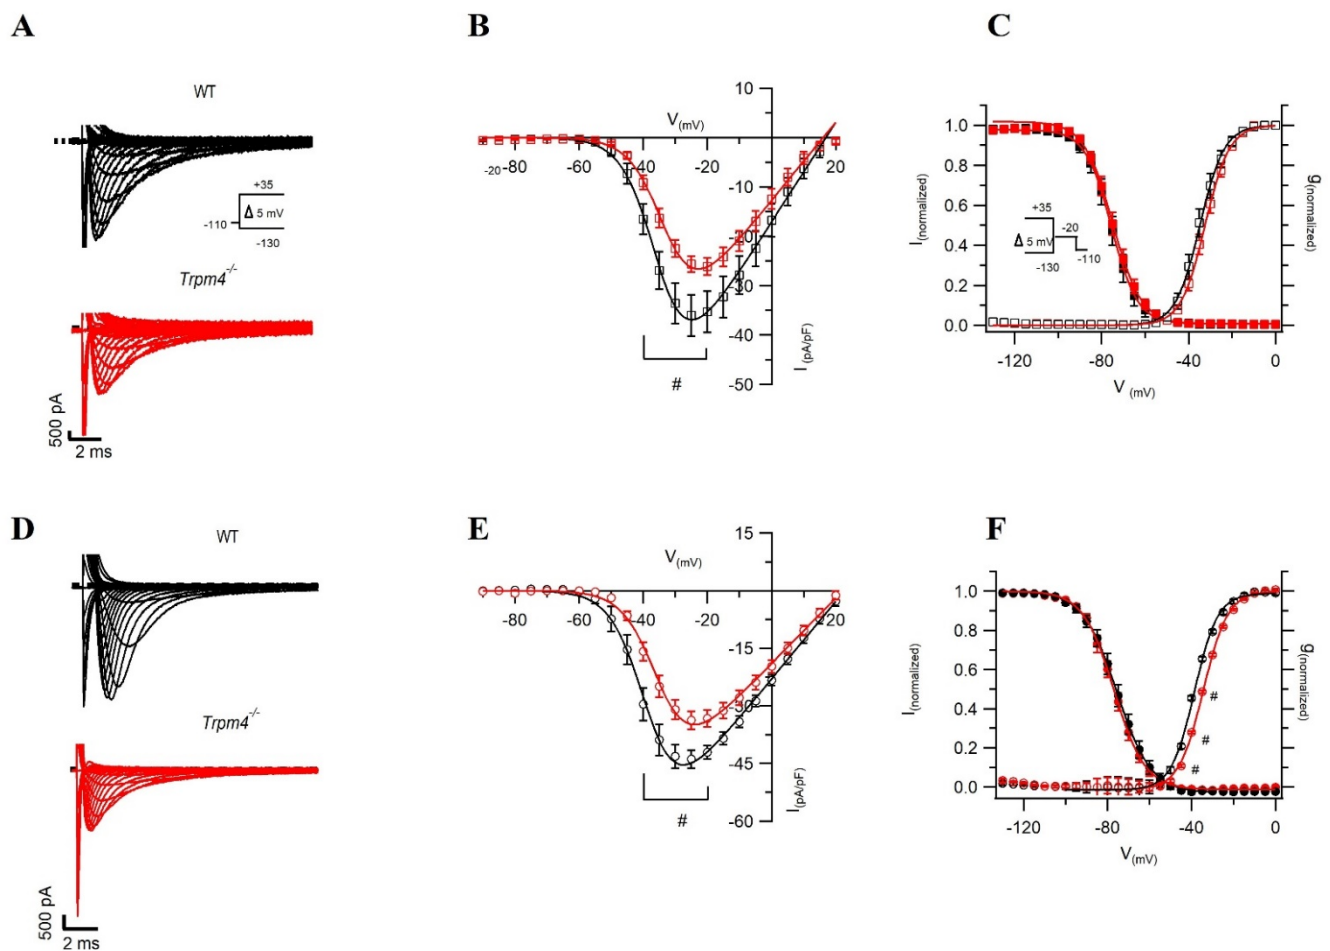 A
WT
+35
Δ 5 mV
-110
-130
Trpm4-/-
500 pA
2 ms
B
10
V(mV)
-20 -80 -60 -40 -20 20
-10
-20
-30
-40
-50
I(pA/pF)
#
C
1.0
0.8
0.6
0.4
0.2
0.0
I(normalized)
g(normalized)
+35
-20
Δ 5 mV
-110
-130
-120 -80 -40 0
V (mV)
D
WT
Trpm4-/-
500 pA
2 ms
E
15
V(mV)
-80 -60 -40 -20 20
-15
-30
-45
-60
I(pA/pF)
#
F
1.0
0.8
0.6
0.4
0.2
0.0
I(normalized)
g(normalized)
#
#
#
-120 -80 -40 0
V(mV)